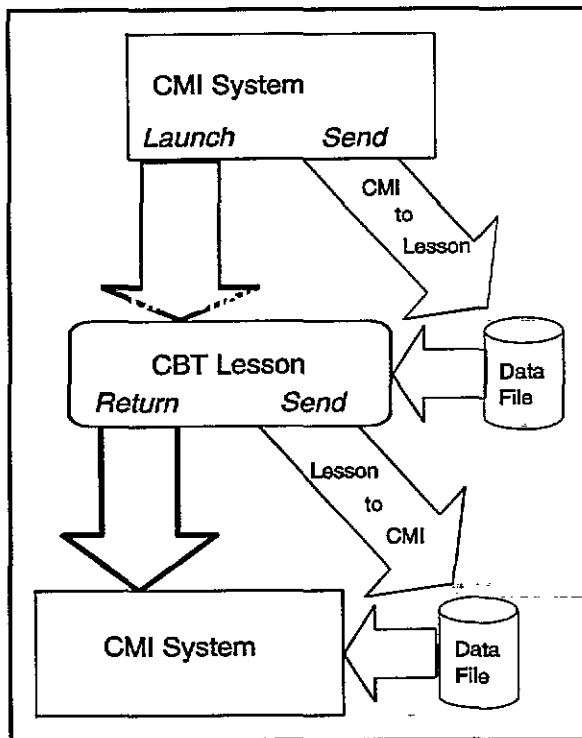 CMI System
Launch Send
CMI
to
Lesson
CBT Lesson
Return Send
Data
File
Lesson
to
CMI
CMI System
Data
File